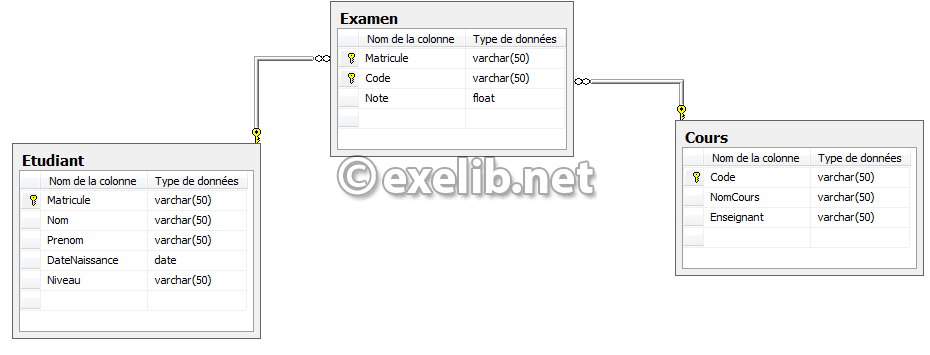 Examen
Nom de la colonne Type de données
Matricule varchar(50)
Code varchar(50)
Note float
Etudiant
Nom de la colonne Type de données
Matricule varchar(50)
Nom varchar(50)
Prenom varchar(50)
DateNaissance date
Niveau varchar(50)
Cours
Nom de la colonne Type de données
Code varchar(50)
NomCours varchar(50)
Enseignant varchar(50)
© exelib.net